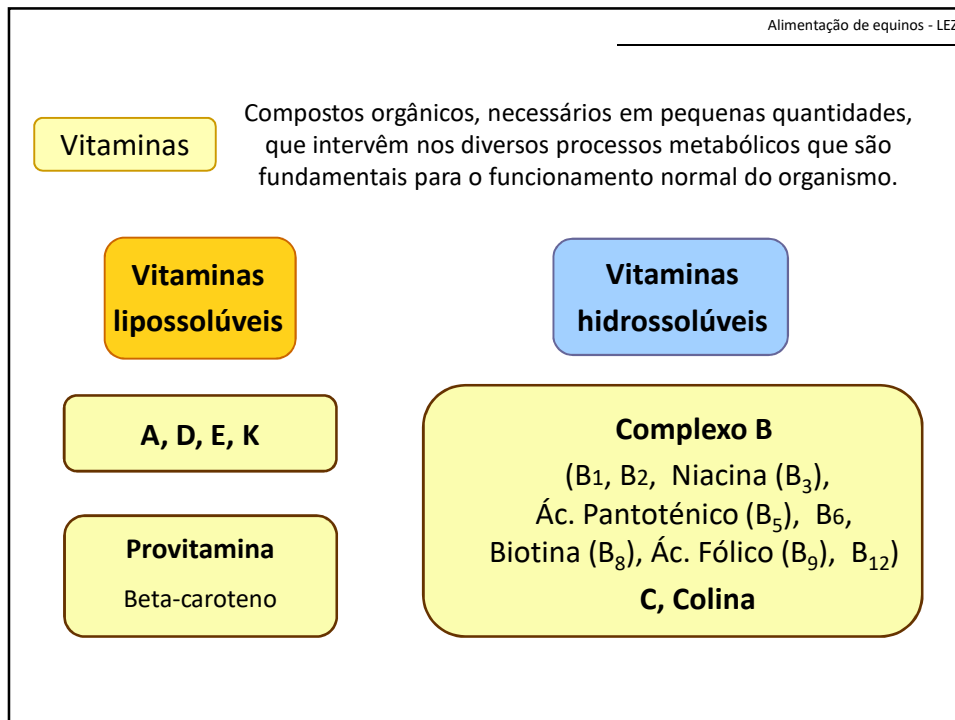 Alimentação de equinos - LEZ
Vitaminas
Compostos orgânicos, necessários em pequenas quantidades,
que intervêm nos diversos processos metabólicos que são
fundamentais para o funcionamento normal do organismo.
Vitaminas
lipossolúveis
Vitaminas
hidrossolúveis
A, D, E, K
Provitamina
Beta-caroteno
Complexo B
(B1, B2, Niacina (B₃),
Ác. Pantoténico (B₅), B6,
Biotina (B₈), Ác. Fólico (B₉), B₁₂)
C, Colina